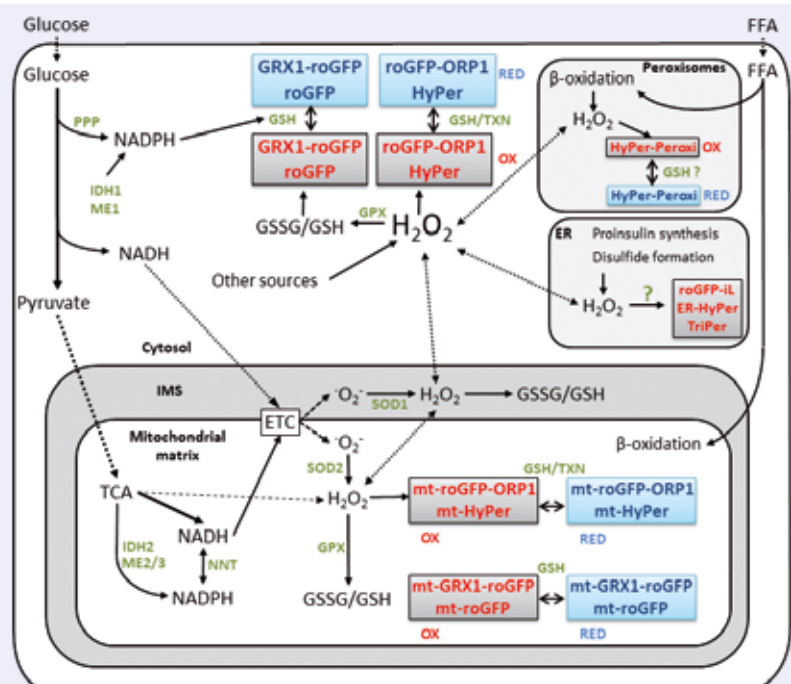 Glucose
FFA
Glucose
FFA
GRX1-roGFP
roGFP
roGFP-ORP1
HyPer
RED
Peroxisomes
β-oxidation
H2O2
HyPer-Peroxi
OX
GSH ?
HyPer-Peroxi
RED
PPP
NADPH
GSH
GSH/TXN
GRX1-roGFP
roGFP
roGFP-ORP1
HyPer
OX
IDH1
ME1
GSSG/GSH
GPX
H2O2
ER
Proinsulin synthesis
Disulfide formation
H2O2
?
roGFP-iL
ER-HyPer
TriPer
NADH
Other sources
Pyruvate
Cytosol
IMS
·O2-
SOD1
H2O2
GSSG/GSH
ETC
Mitochondrial
matrix
·O2-
β-oxidation
SOD2
TCA
H2O2
GSH/TXN
mt-roGFP-ORP1
mt-HyPer
mt-roGFP-ORP1
mt-HyPer
OX
RED
IDH2
ME2/3
NADH
NNT
NADPH
GPX
GSSG/GSH
GSH
mt-GRX1-roGFP
mt-roGFP
mt-GRX1-roGFP
mt-roGFP
OX
RED